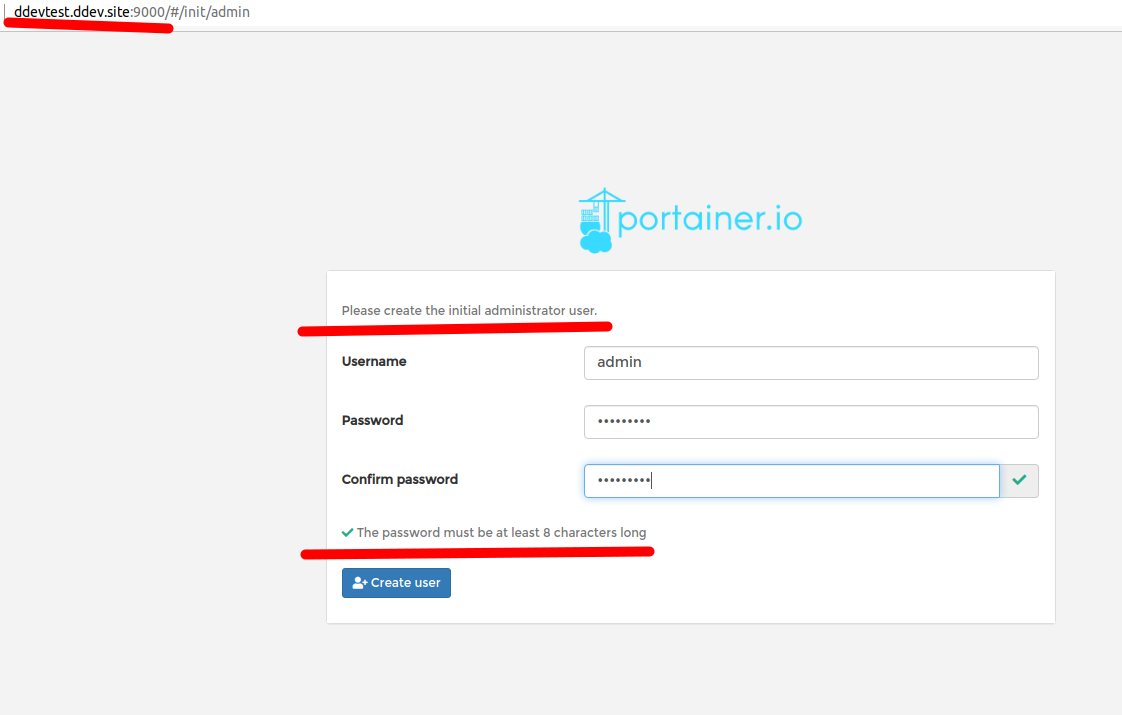 ddevtest.ddev.site:9000/#/init/admin
portainer.io
Please create the initial administrator user.
Username
admin
Password
•••••••••
Confirm password
•••••••••
The password must be at least 8 characters long
Create user